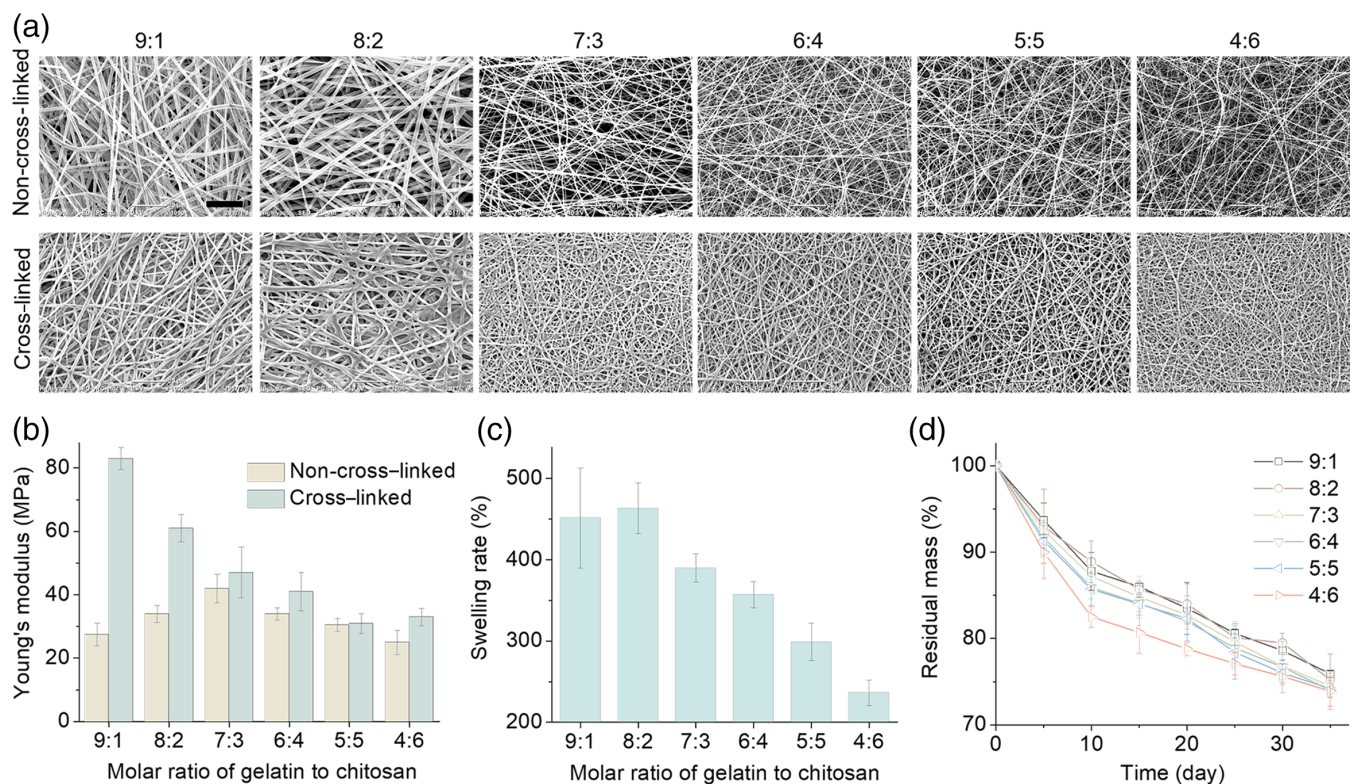 (a)
9:1 8:2 7:3 6:4 5:5 4:6
Non-cross-linked
Cross-linked
(b)
Young's modulus (MPa)
80
60
40
20
0
Non-cross–linked
Cross–linked
9:1 8:2 7:3 6:4 5:5 4:6
Molar ratio of gelatin to chitosan
(c)
Swelling rate (%)
500
400
300
200
9:1 8:2 7:3 6:4 5:5 4:6
Molar ratio of gelatin to chitosan
(d)
Residual mass (%)
100
90
80
70
9:1
8:2
7:3
6:4
5:5
4:6
0 10 20 30
Time (day)